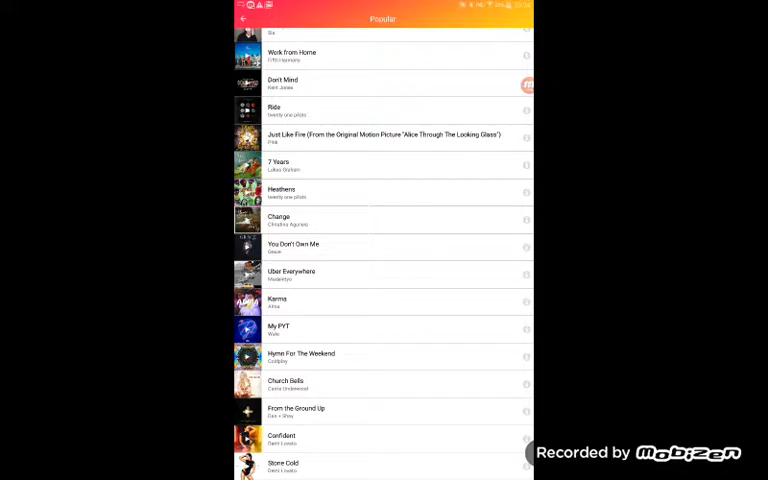 Popular
Sia
Work from Home
Fifth Harmony
Don't Mind
Kent Jones
Ride
twenty one pilots
Just Like Fire (From the Original Motion Picture "Alice Through The Looking Glass")
P!nk
7 Years
Lukas Graham
Heathens
twenty one pilots
Change
Christina Aguilera
You Don't Own Me
Grace
Uber Everywhere
MadeinTyo
Karma
Alma
My PYT
Wale
Hymn For The Weekend
Coldplay
Church Bells
Carrie Underwood
From the Ground Up
Dan + Shay
Confident
Demi Lovato
Stone Cold
Demi Lovato
Recorded by Mobizen